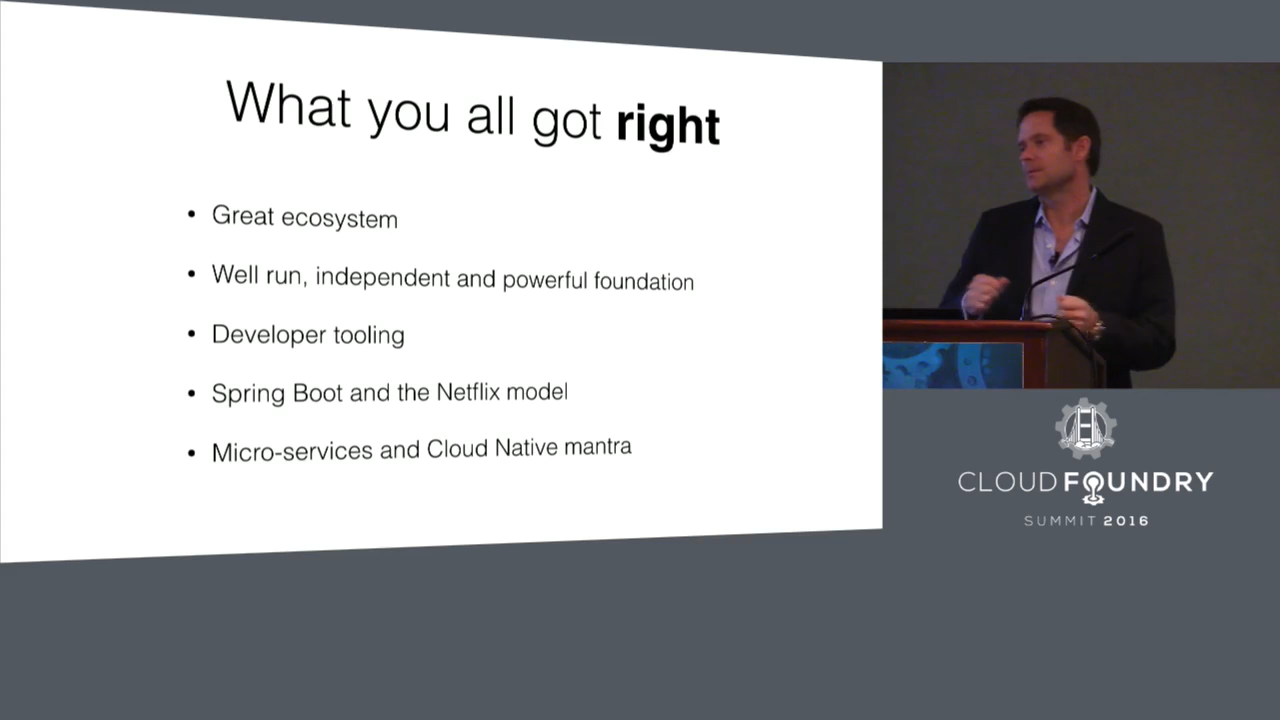 What you all got right
• Great ecosystem
• Well run, independent and powerful foundation
• Developer tooling
• Spring Boot and the Netflix model
• Micro-services and Cloud Native mantra
CLOUD FOUNDRY
SUMMIT 2016